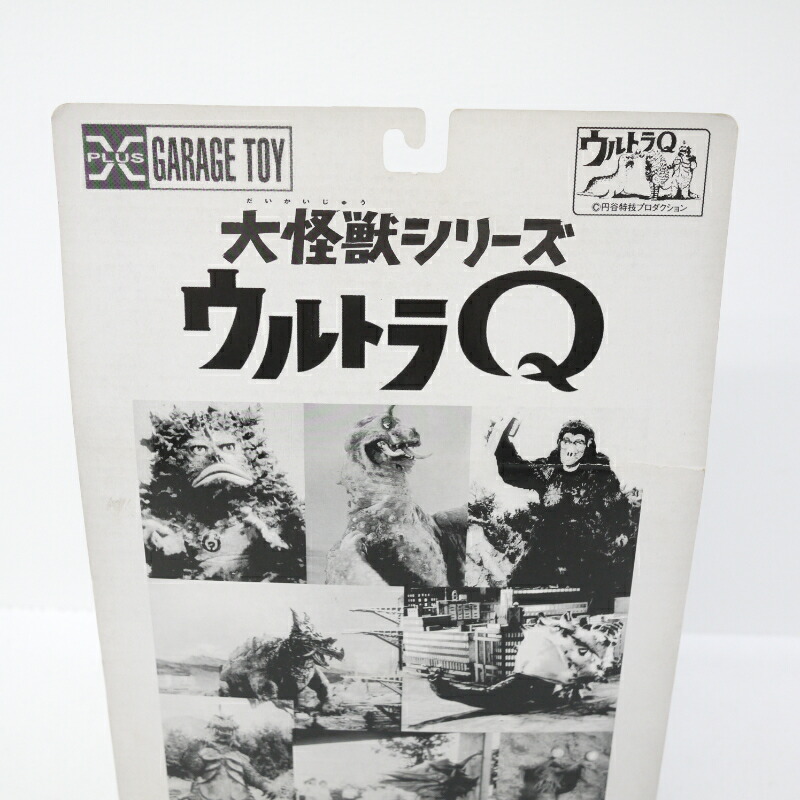 X PLUS GARAGE TOY
ウルトラQ
©円谷特技プロダクション
だいかいじゅう
大怪獣シリーズ
ウルトラQ